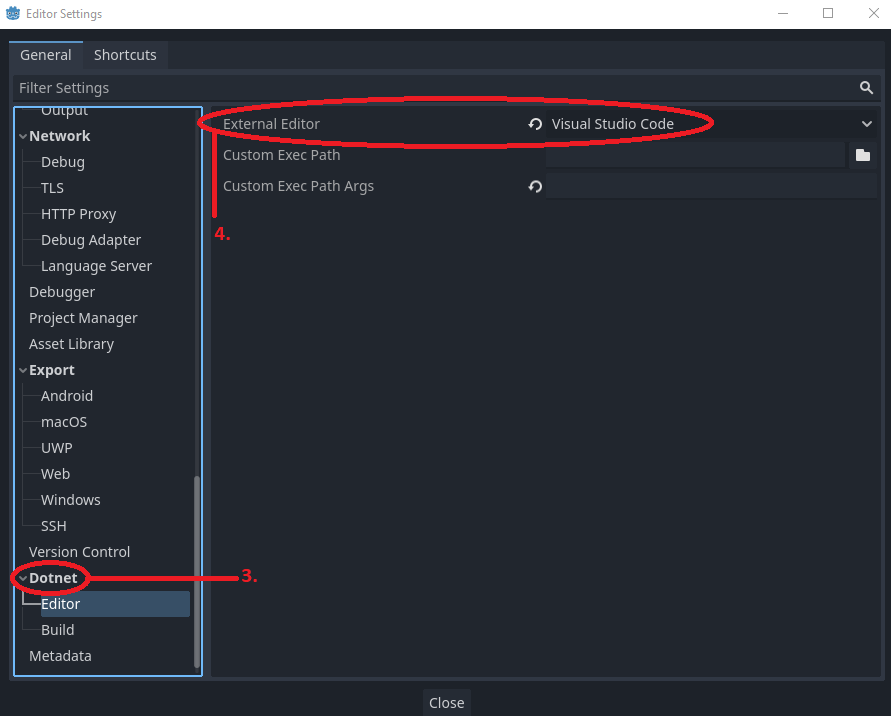 Editor Settings
General Shortcuts
Filter Settings
Output
Network
Debug
TLS
HTTP Proxy
Debug Adapter
Language Server
Debugger
Project Manager
Asset Library
Export
Android
macOS
UWP
Web
Windows
SSH
Version Control
Dotnet
3.
Editor
Build
Metadata
External Editor Visual Studio Code
Custom Exec Path
Custom Exec Path Args
4.
Close